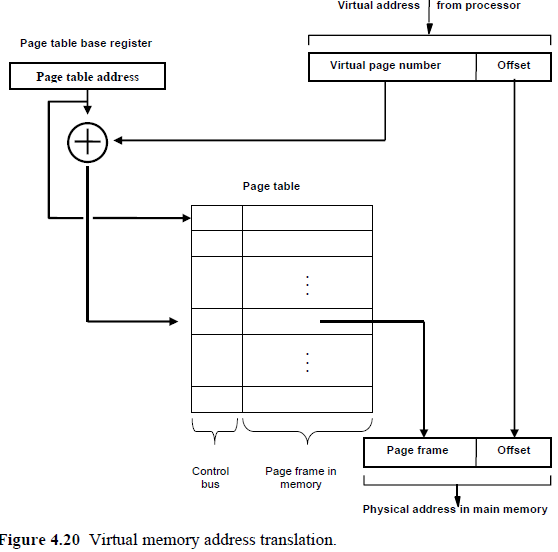 Virtual address from processor
Page table base register
Page table address
Virtual page number Offset
Page table
Control
bus
Page frame in
memory
Page frame Offset
Physical address in main memory
Figure 4.20 Virtual memory address translation.